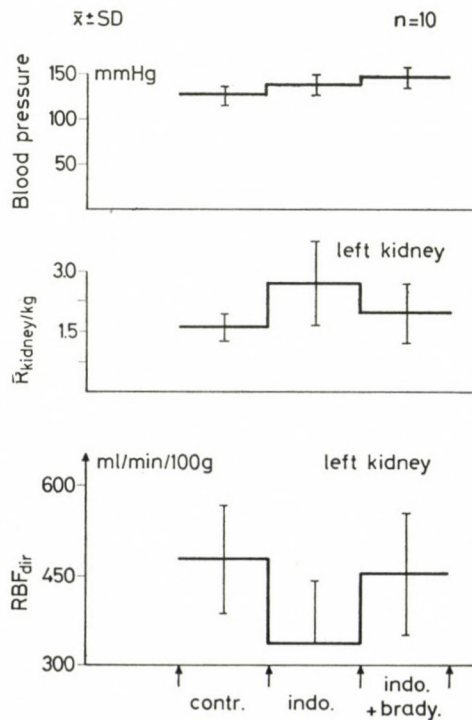 x̄ ± SD n=10
150 mmHg
100
50
Blood pressure
left kidney
3.0
1.5
R̄kidney/kg
ml/min/100g left kidney
600
450
300
RBFdir
contr. indo. indo. + brady.